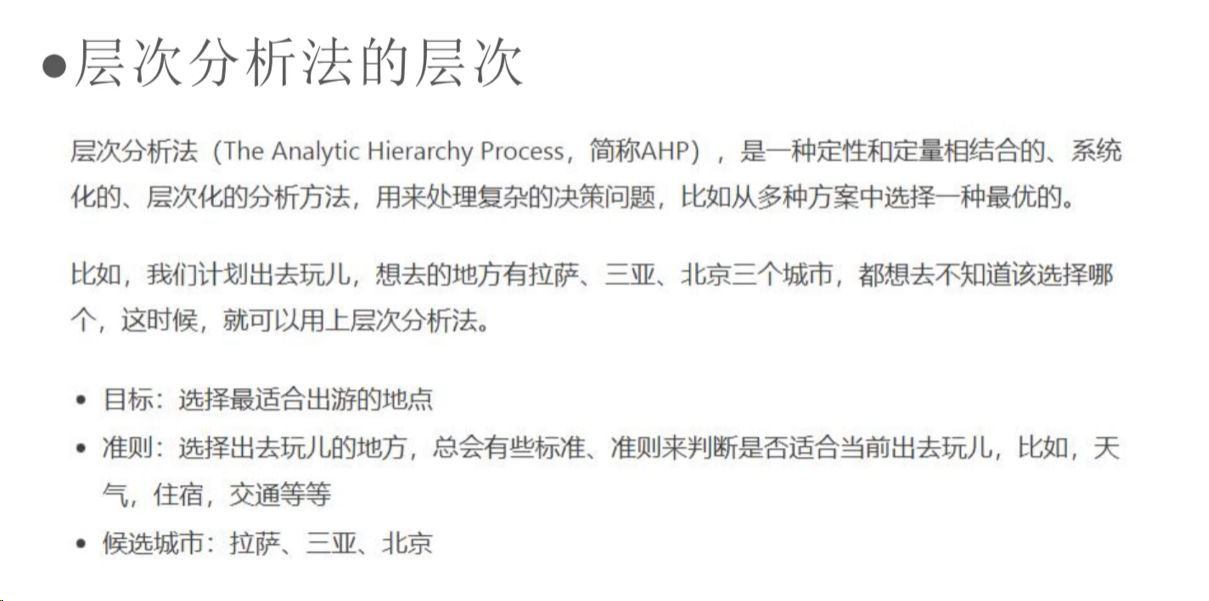 ●层次分析法的层次
层次分析法（The Analytic Hierarchy Process，简称AHP），是一种定性和定量相结合的、系统
化的、层次化的分析方法，用来处理复杂的决策问题，比如从多种方案中选择一种最优的。
比如，我们计划出去玩儿，想去的地方有拉萨、三亚、北京三个城市，都想去不知道该选择哪
个，这时候，就可以用上层次分析法。
• 目标：选择最适合出游的地点
• 准则：选择出去玩儿的地方，总会有些标准、准则来判断是否适合当前出去玩儿，比如，天
气，住宿，交通等等
• 候选城市：拉萨、三亚、北京